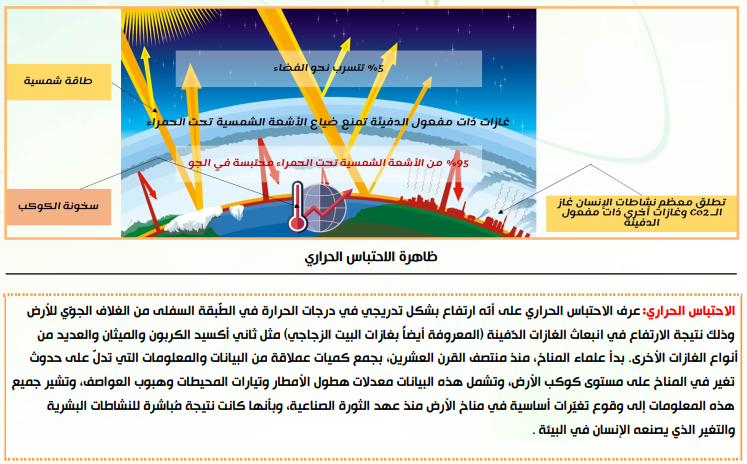 5% تتسرب نحو الفضاء
طاقة شمسية
غازات ذات مفعول الدفيئة تمنع ضياع الأشعة الشمسية تحت الحمراء
95% من الأشعة الشمسية تحت الحمراء محتبسة في الجو
سخونة الكوكب
تطلق معظم نشاطات الإنسان غاز
الـ Co2 وغازات أخرى ذات مفعول
الدفيئة
ظاهرة الاحتباس الحراري
الاحتباس الحراري: عرف الاحتباس الحراري على أنه ارتفاع بشكل تدريجي في درجات الحرارة في الطّبقة السفلى من الغلاف الجوّي للأرض
وذلك نتيجة الارتفاع في انبعاث الغازات الدّفينة (المعروفة أيضاً بغازات البيت الزجاجي) مثل ثاني أكسيد الكربون والميثان والعديد من
أنواع الغازات الأخرى. بدأ علماء المناخ، منذ منتصف القرن العشرين، بجمع كميات عملاقة من البيانات والمعلومات التي تدلّ على حدوث
تغير في المناخ على مستوى كوكب الأرض، وتشمل هذه البيانات معدلات هطول الأمطار وتيارات المحيطات وهبوب العواصف، وتشير جميع
هذه المعلومات إلى وقوع تغيّرات أساسية في مناخ الأرض منذ عهد الثورة الصناعية، وبأنها كانت نتيجة مُباشرة للنشاطات البشرية
والتغير الذي يصنعه الإنسان في البيئة .